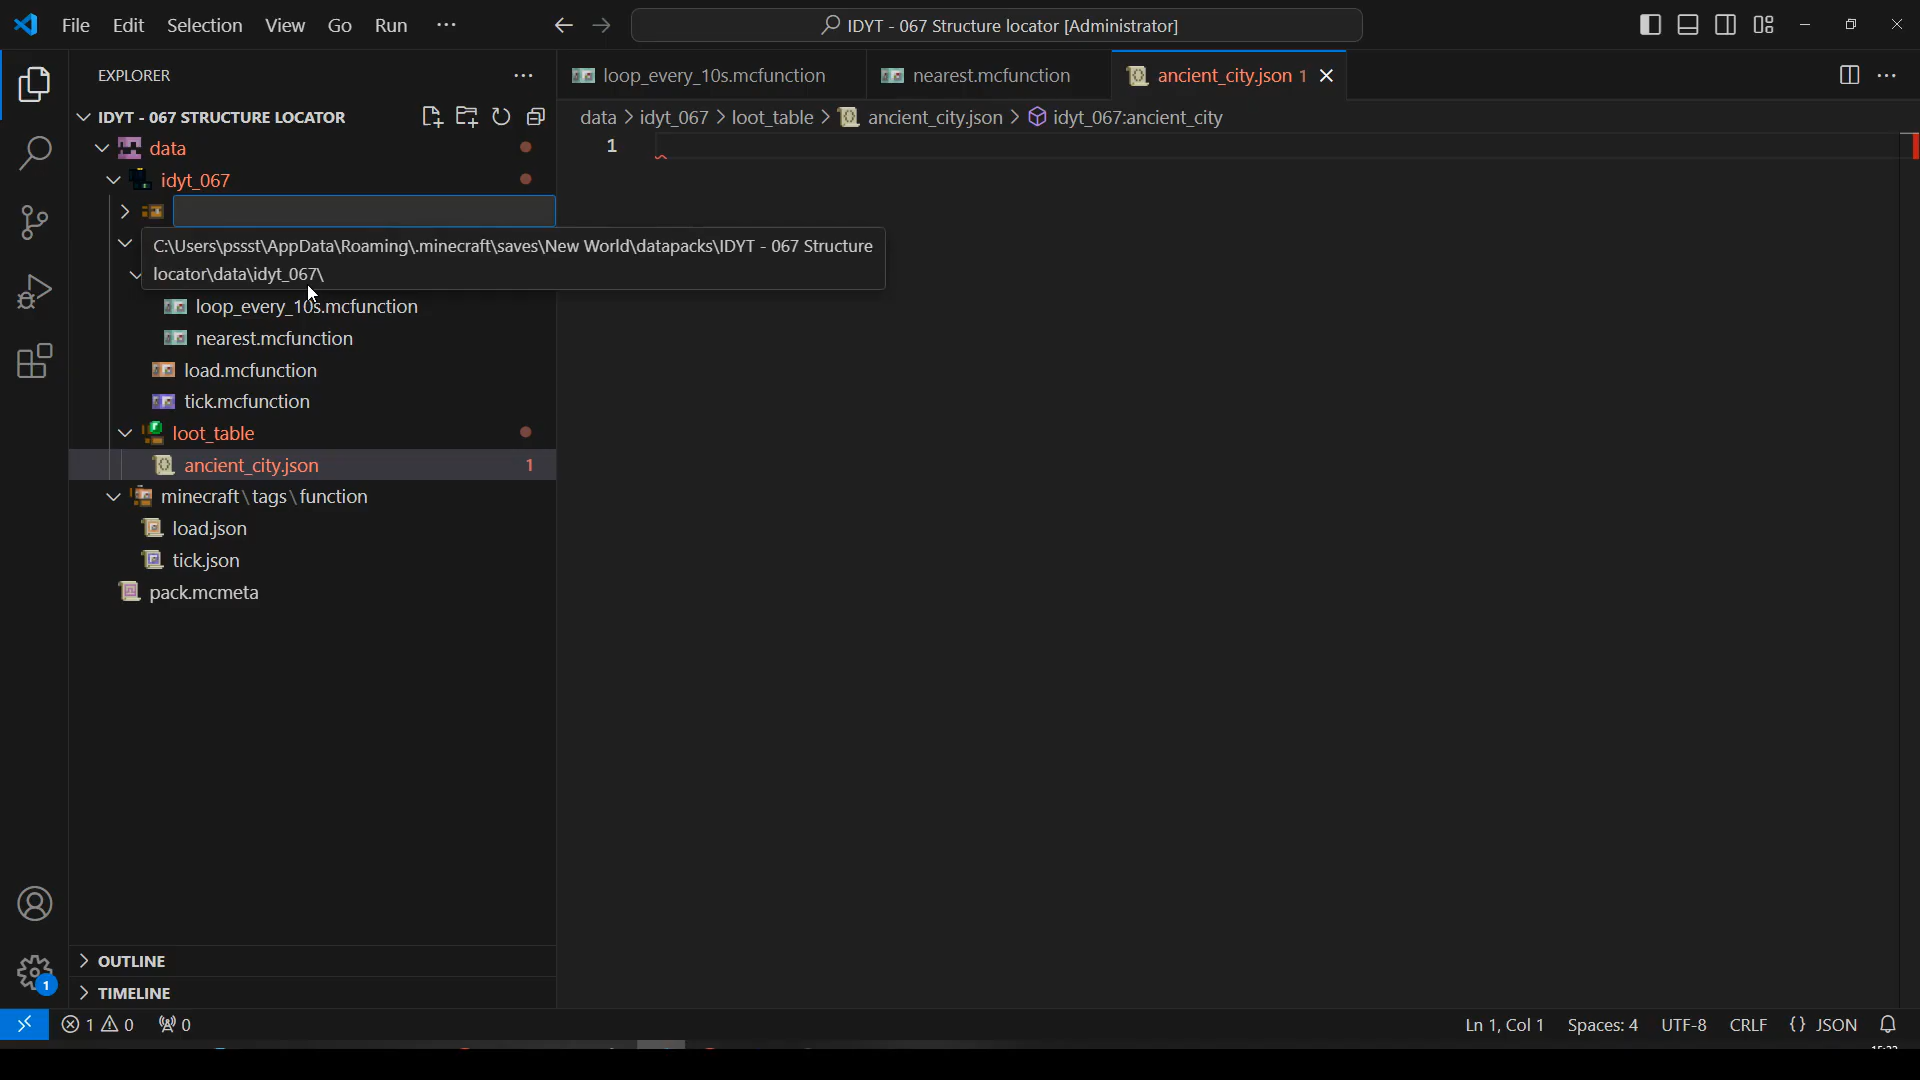 File Edit Selection View Go Run ···
IDYT - 067 Structure locator [Administrator]
EXPLORER
loop_every_10s.mcfunction
nearest.mcfunction
ancient_city.json 1
IDYT - 067 STRUCTURE LOCATOR
data > idyt_067 > loot_table > ancient_city.json > idyt_067:ancient_city
1
data
idyt_067
C:\Users\pssst\AppData\Roaming\.minecraft\saves\New World\datapacks\IDYT - 067 Structure
locator\data\idyt_067\
loop_every_10s.mcfunction
nearest.mcfunction
load.mcfunction
tick.mcfunction
loot_table
ancient_city.json 1
minecraft\tags\function
load.json
tick.json
pack.mcmeta
OUTLINE
1
TIMELINE
1 0 0
Ln 1, Col 1 Spaces: 4 UTF-8 CRLF {} JSON